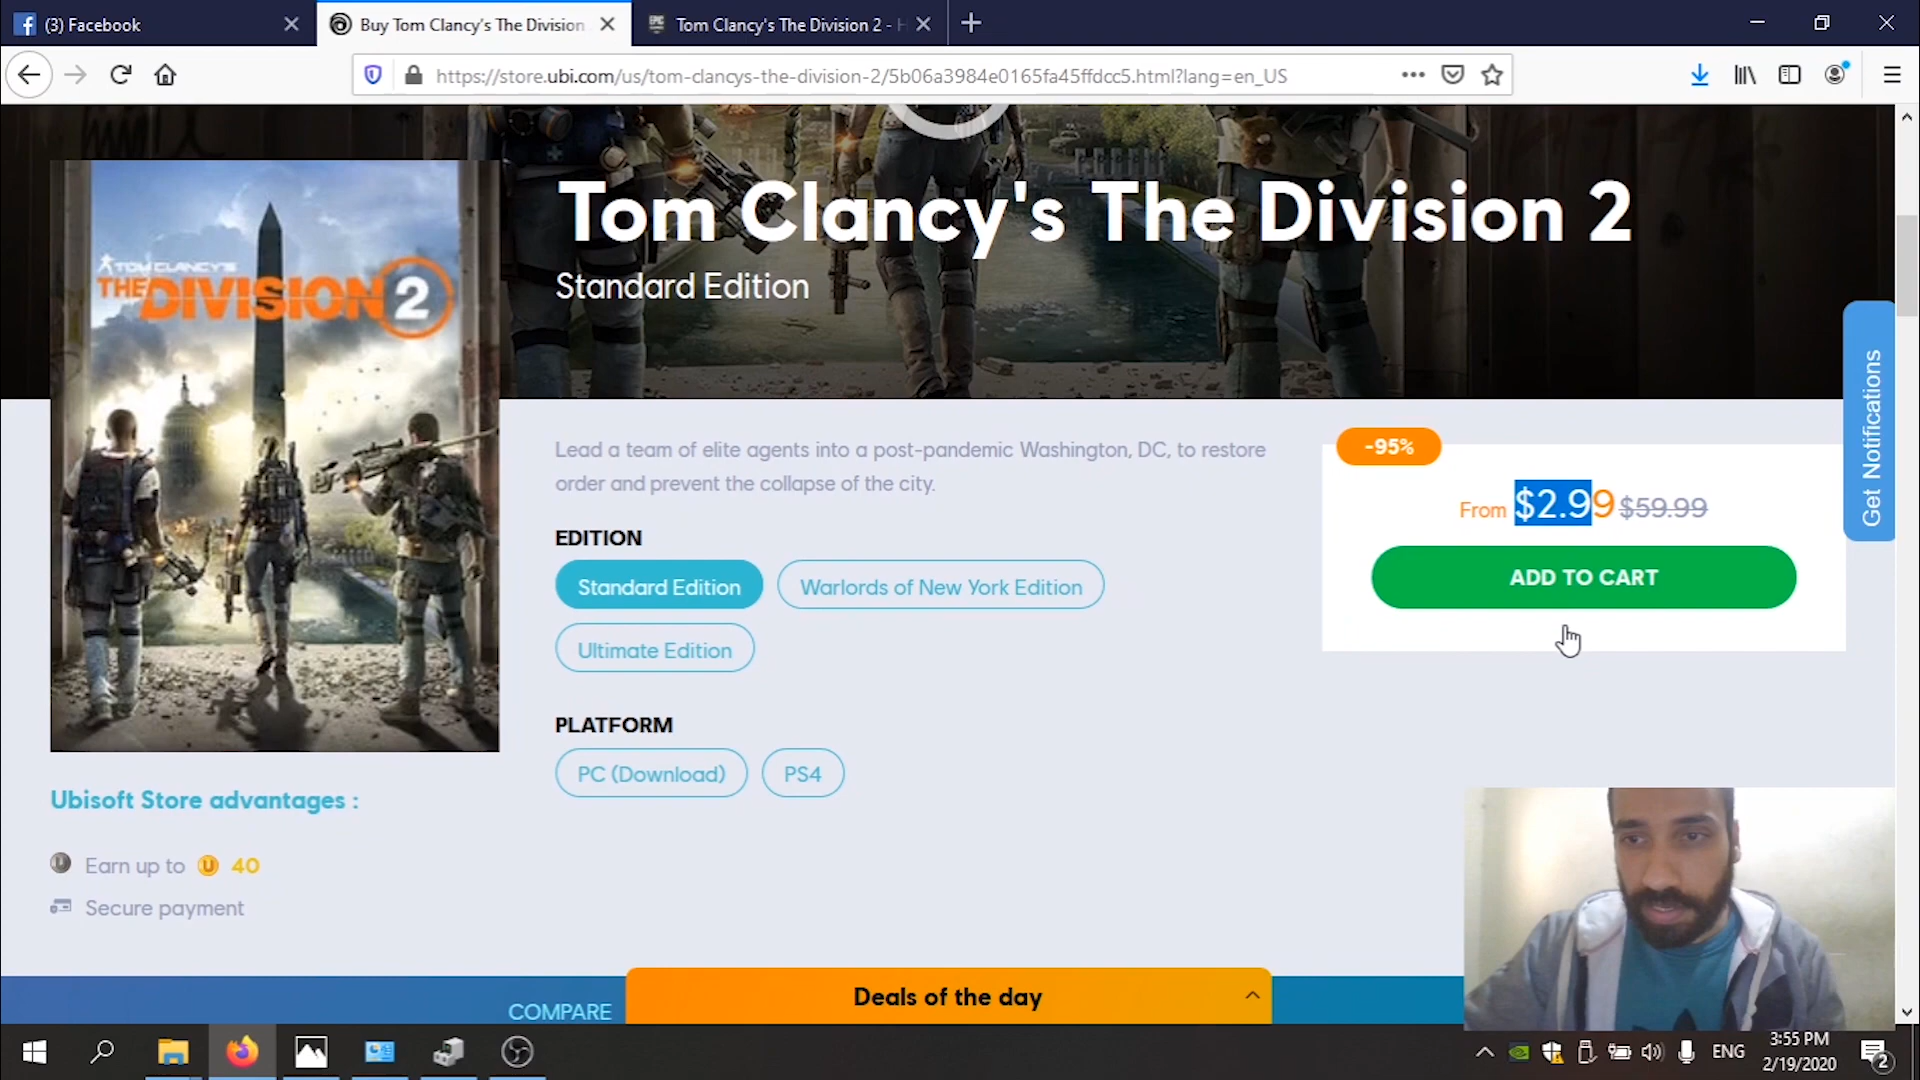 (3) Facebook
Buy Tom Clancy's The Division
Tom Clancy's The Division 2 - H
https://store.ubi.com/us/tom-clancys-the-division-2/5b06a3984e0165fa45ffdcc5.html?lang=en_US
Tom Clancy's The Division 2
Standard Edition
TOM CLANCY'S
THE DIVISION 2
Lead a team of elite agents into a post-pandemic Washington, DC, to restore
order and prevent the collapse of the city.
-95%
From $2.99 $59.99
ADD TO CART
Get Notifications
EDITION
Standard Edition
Warlords of New York Edition
Ultimate Edition
PLATFORM
PC (Download)
PS4
Ubisoft Store advantages :
Earn up to 40
Secure payment
COMPARE
Deals of the day
ENG
3:55 PM
2/19/2020
2